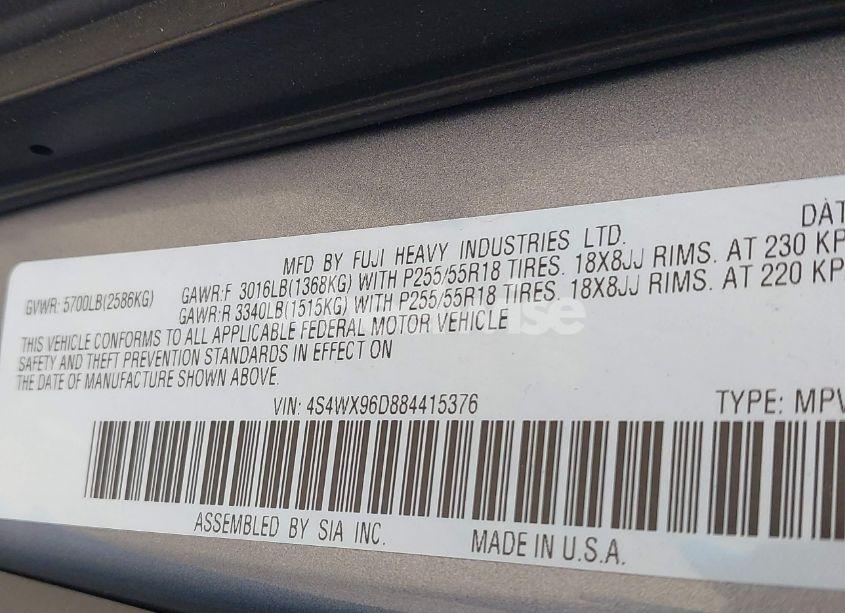 DAT
MFD BY FUJI HEAVY INDUSTRIES LTD.
GVWR: 5700LB(2586KG)
GAWR:F 3016LB(1368KG) WITH P255/55R18 TIRES. 18X8JJ RIMS. AT 230 KP
GAWR:R 3340LB(1515KG) WITH P255/55R18 TIRES. 18X8JJ RIMS. AT 220 KP
THIS VEHICLE CONFORMS TO ALL APPLICABLE FEDERAL MOTOR VEHICLE
SAFETY AND THEFT PREVENTION STANDARDS IN EFFECT ON
THE DATE OF MANUFACTURE SHOWN ABOVE.
VIN: 4S4WX96D884415376
TYPE: MPV
ASSEMBLED BY SIA INC.
MADE IN U.S.A.